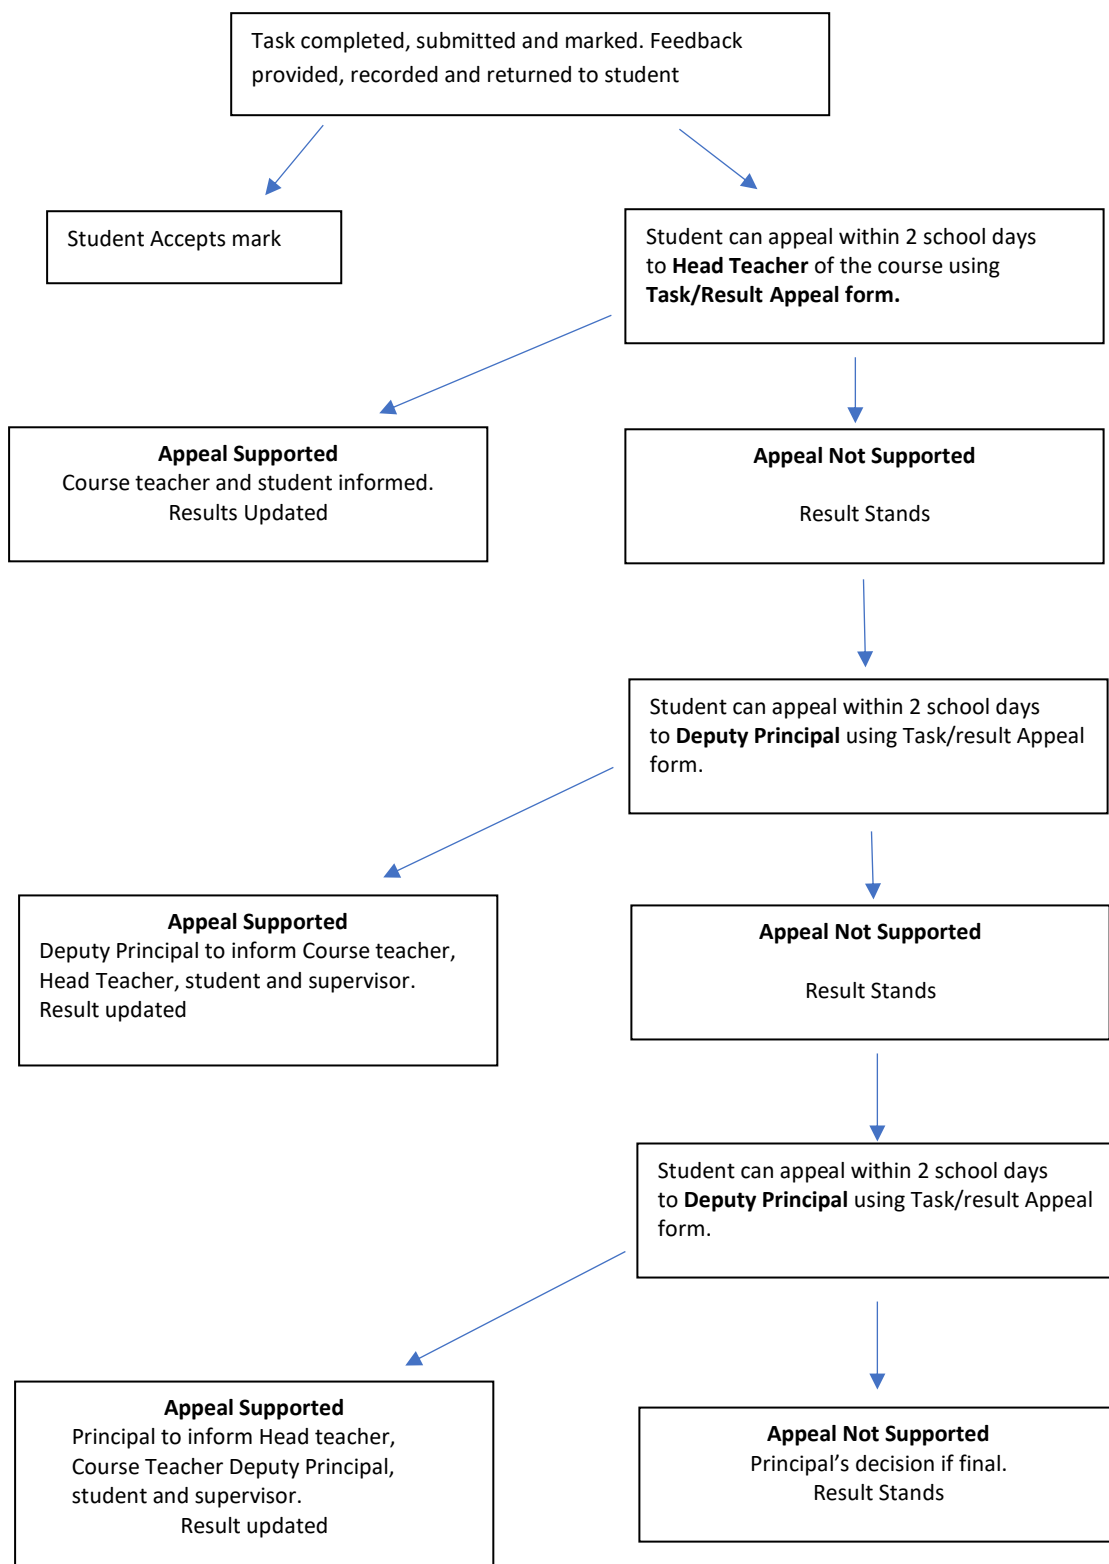 Task completed, submitted and marked. Feedback
provided, recorded and returned to student
Student Accepts mark
Student can appeal within 2 school days
to Head Teacher of the course using
Task/Result Appeal form.
Appeal Supported
Course teacher and student informed.
Results Updated
Appeal Not Supported
Result Stands
Student can appeal within 2 school days
to Deputy Principal using Task/result Appeal
form.
Appeal Supported
Deputy Principal to inform Course teacher,
Head Teacher, student and supervisor.
Result updated
Appeal Not Supported
Result Stands
Student can appeal within 2 school days
to Deputy Principal using Task/result Appeal
form.
Appeal Supported
Principal to inform Head teacher,
Course Teacher Deputy Principal,
student and supervisor.
Result updated
Appeal Not Supported
Principal’s decision if final.
Result Stands